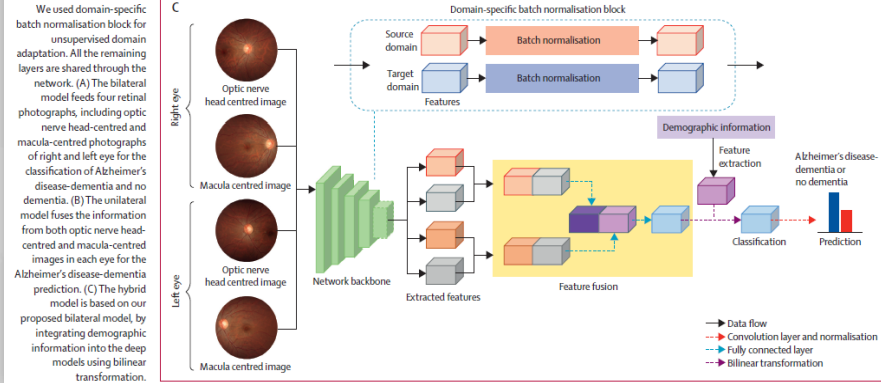 We used domain-specific
batch normalisation block for
unsupervised domain
adaptation. All the remaining
layers are shared through the
network. (A) The bilateral
model feeds four retinal
photographs, including optic
nerve head-centred and
macula-centred photographs
of right and left eye for the
classification of Alzheimer's
disease-dementia and no
dementia. (B) The unilateral
model fuses the information
from both optic nerve head-
centred and macula-centred
images in each eye for the
Alzheimer's disease-dementia
prediction. (C) The hybrid
model is based on our
proposed bilateral model, by
integrating demographic
information into the deep
models using bilinear
transformation.
C
Domain-specific batch normalisation block
Source
domain
Batch normalisation
Target
domain
Batch normalisation
Features
Right eye
Optic nerve
head centred image
Macula centred image
Left eye
Optic nerve
head centred image
Macula centred image
Network backbone
Extracted features
Feature fusion
Demographic information
Feature
extraction
Classification
Alzheimer's disease-
dementia or
no dementia
Prediction
Data flow
Convolution layer and normalisation
Fully connected layer
Bilinear transformation